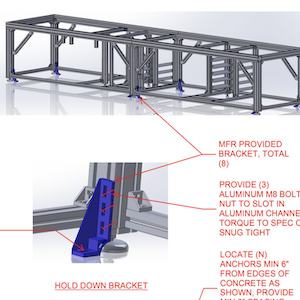 MFR PROVIDED
BRACKET, TOTAL
(8)
PROVIDE (3)
ALUMINUM M8 BOLT
NUT TO SLOT IN
ALUMINUM CHANNE
TORQUE TO SPEC O
SNUG TIGHT
HOLD DOWN BRACKET
LOCATE (N)
ANCHORS MIN 6"
FROM EDGES OF
CONCRETE AS
SHOWN, PROVIDE